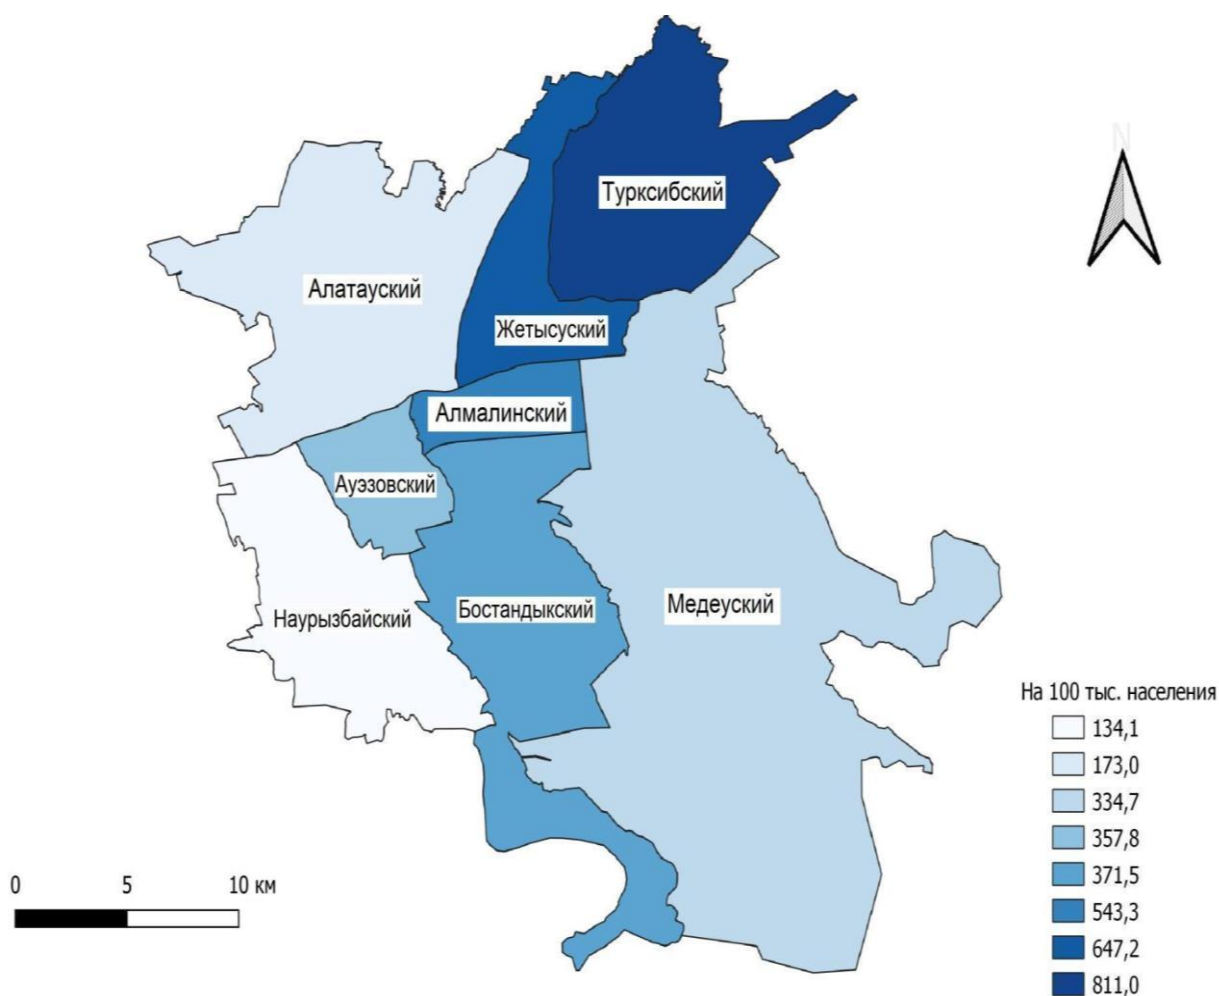 N
Турксибский
Алатауский
Жетысуский
Алмалинский
Ауэзовский
Наурызбайский
Бостандыкский
Медеуский
На 100 тыс. населения
134,1
173,0
334,7
357,8
371,5
543,3
647,2
811,0
0 5 10 км